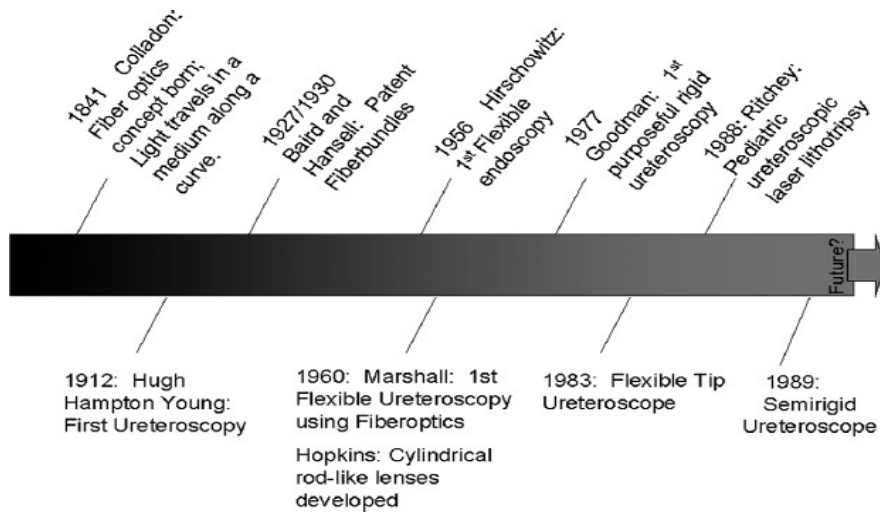 1841 Colladon:
Fiber optics
concept born;
Light travels in a
medium along a
curve.
1927/1930
Baird and
Hansell: Patent
Fiberbundles
1956 Hirschowitz:
1st Flexible
endoscopy
1977
Goodman: 1st
purposeful rigid
ureteroscopy
1988: Ritchey:
Pediatric
ureteroscopic
laser lithotripsy
Future?
1912: Hugh
Hampton Young:
First Ureteroscopy
1960: Marshall: 1st
Flexible Ureteroscopy
using Fiberoptics
Hopkins: Cylindrical
rod-like lenses
developed
1983: Flexible Tip
Ureteroscope
1989:
Semirigid
Ureteroscope